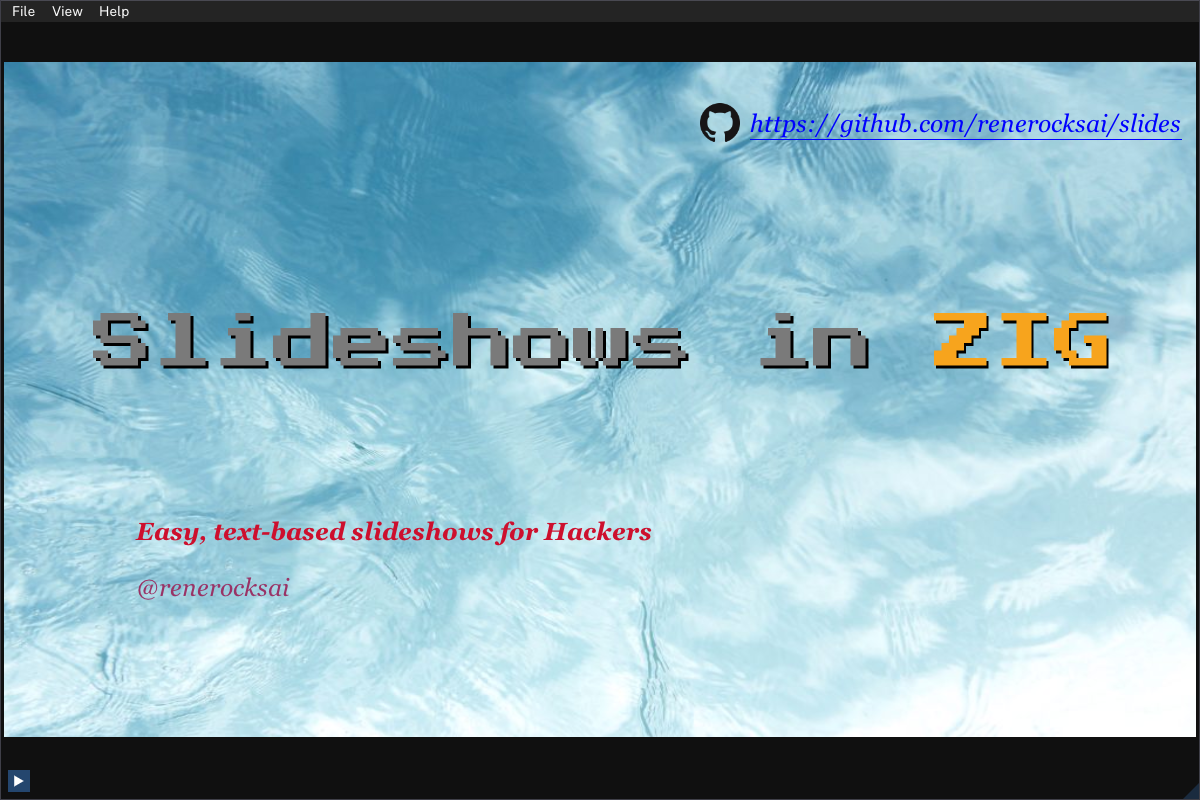 File View Help
https://github.com/renerocksai/slides
Slideshows in ZIG
Easy, text-based slideshows for Hackers
@renerocksai